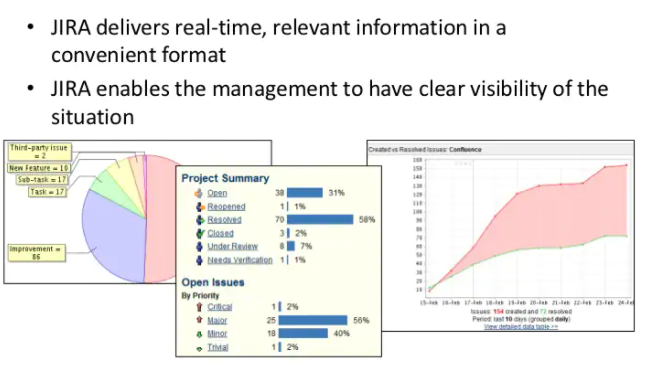 • JIRA delivers real-time, relevant information in a
convenient format
• JIRA enables the management to have clear visibility of the
situation
Third-party issue
= 2
New Feature = 10
Sub-task = 17
Task = 17
Improvement =
86
Project Summary
Open 38 31%
Reopened 1 1%
Resolved 70 58%
Closed 3 2%
Under Review 8 7%
Needs Verification 1 1%
Open Issues
By Priority
Critical 1 2%
Major 25 56%
Minor 18 40%
Trivial 1 2%
Created vs Resolved Issues: Confluence
160
150
140
130
120
110
100
90
80
70
60
50
40
30
20
10
15-Feb 16-Feb 17-Feb 18-Feb 19-Feb 20-Feb 21-Feb 22-Feb 23-Feb 24-Feb
Issues: 154 created and 72 resolved
Period: last 10 days (grouped daily)
View detailed data table >>